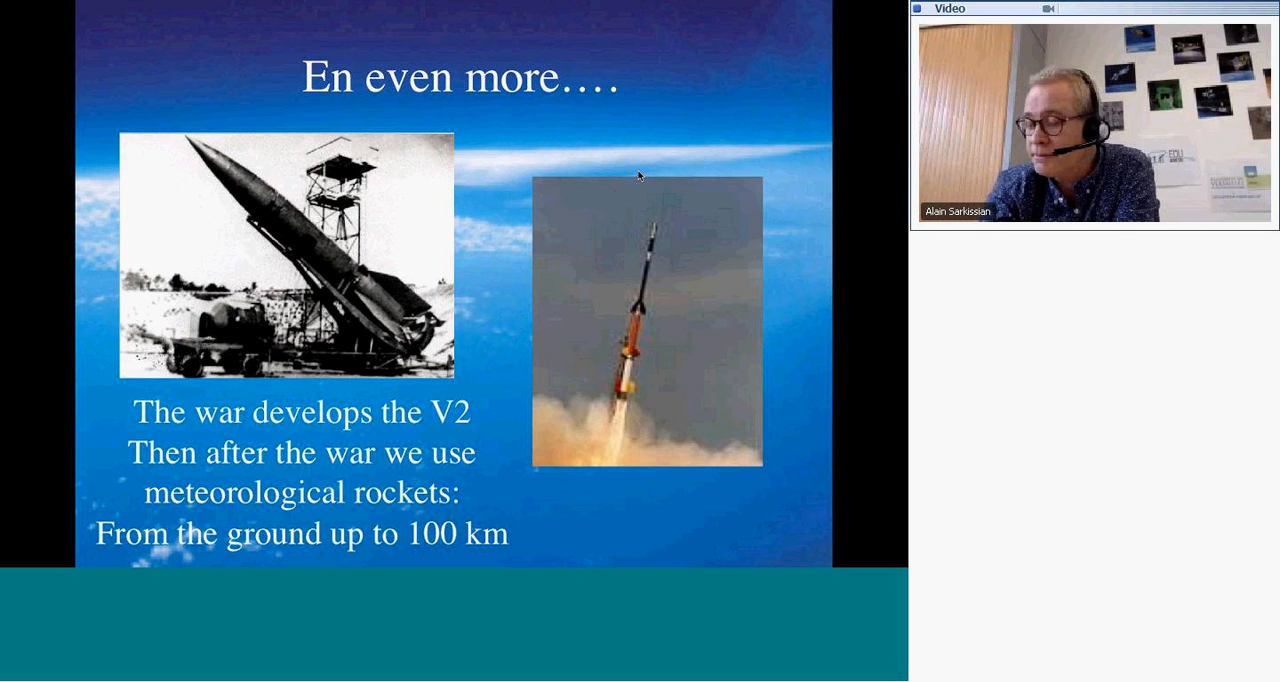 En even more....
The war develops the V2
Then after the war we use
meteorological rockets:
From the ground up to 100 km
Video
EDU
Alain Sarkissian